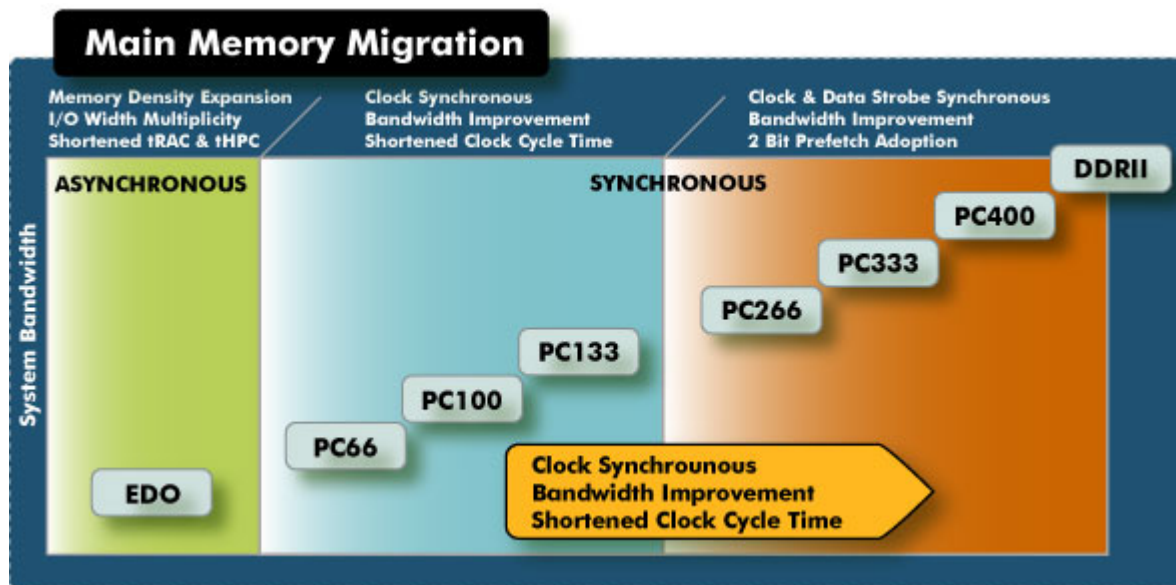 Main Memory Migration
Memory Density Expansion
I/O Width Multiplicity
Shortened tRAC & tHPC
Clock Synchronous
Bandwidth Improvement
Shortened Clock Cycle Time
Clock & Data Strobe Synchronous
Bandwidth Improvement
2 Bit Prefetch Adoption
System Bandwidth
ASYNCHRONOUS
SYNCHRONOUS
EDO
PC66
PC100
PC133
PC266
PC333
PC400
DDRII
Clock Synchrounous
Bandwidth Improvement
Shortened Clock Cycle Time